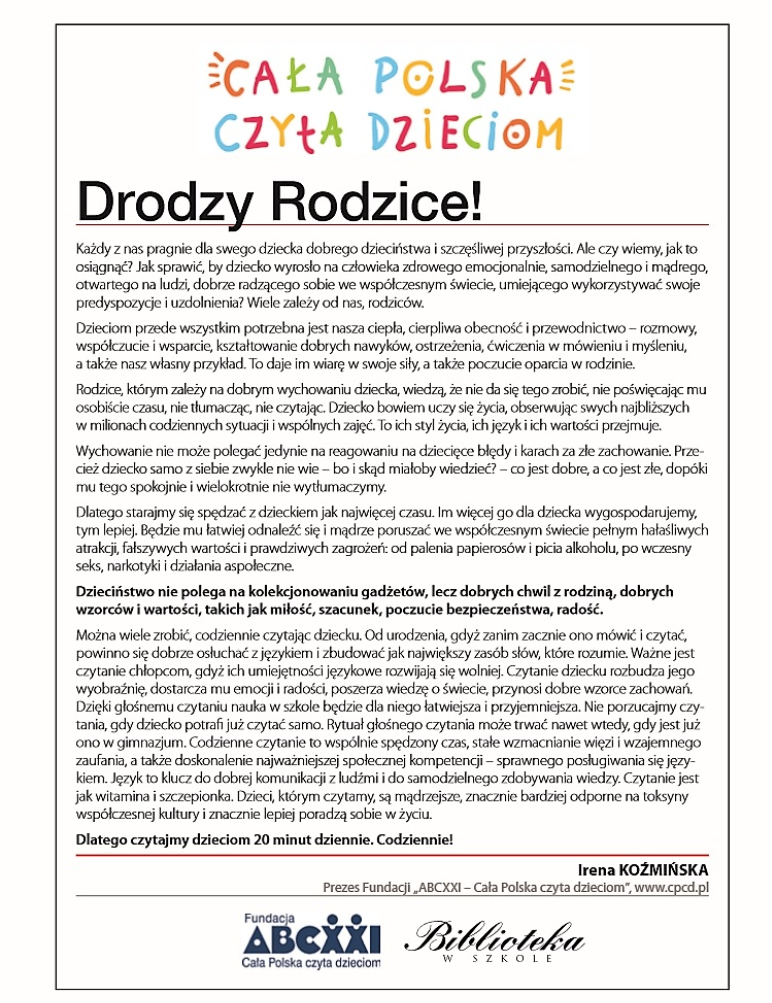 CAŁA POLSKA
CZYTA DZIECIOM
Drodzy Rodzice!
Każdy z nas pragnie dla swego dziecka dobrego dzieciństwa i szczęśliwej przyszłości. Ale czy wiemy, jak to
osiągnąć? Jak sprawić, by dziecko wyrosło na człowieka zdrowego emocjonalnie, samodzielnego i mądrego,
otwartego na ludzi, dobrze radzącego sobie we współczesnym świecie, umiejącego wykorzystywać swoje
predyspozycje i uzdolnienia? Wiele zależy od nas, rodziców.
Dzieciom przede wszystkim potrzebna jest nasza ciepła, cierpliwa obecność i przewodnictwo – rozmowy,
współczucie i wsparcie, kształtowanie dobrych nawyków, ostrzeżenia, ćwiczenia w mówieniu i myśleniu,
a także nasz własny przykład. To daje im wiarę w swoje siły, a także poczucie oparcia w rodzinie.
Rodzice, którym zależy na dobrym wychowaniu dziecka, wiedzą, że nie da się tego zrobić, nie poświęcając mu
osobiście czasu, nie tłumacząc, nie czytając. Dziecko bowiem uczy się życia, obserwując swych najbliższych
w milionach codziennych sytuacji i wspólnych zajęć. To ich styl życia, ich język i ich wartości przejmuje.
Wychowanie nie może polegać jedynie na reagowaniu na dziecięce błędy i karach za złe zachowanie. Prze-
cież dziecko samo z siebie zwykle nie wie – bo i skąd miałoby wiedzieć? – co jest dobre, a co jest złe, dopóki
mu tego spokojnie i wielokrotnie nie wytłumaczymy.
Dlatego starajmy się spędzać z dzieckiem jak najwięcej czasu. Im więcej go dla dziecka wygospodarujemy,
tym lepiej. Będzie mu łatwiej odnaleźć się i mądrze poruszać we współczesnym świecie pełnym hałaśliwych
atrakcji, fałszywych wartości i prawdziwych zagrożeń: od palenia papierosów i picia alkoholu, po wczesny
seks, narkotyki i działania aspołeczne.
Dzieciństwo nie polega na kolekcjonowaniu gadżetów, lecz dobrych chwil z rodziną, dobrych
wzorców i wartości, takich jak miłość, szacunek, poczucie bezpieczeństwa, radość.
Można wiele zrobić, codziennie czytając dziecku. Od urodzenia, gdyż zanim zacznie ono mówić i czytać,
powinno się dobrze osłuchać z językiem i zbudować jak największy zasób słów, które rozumie. Ważne jest
czytanie chłopcom, gdyż ich umiejętności językowe rozwijają się wolniej. Czytanie dziecku rozbudza jego
wyobraźnię, dostarcza mu emocji i radości, poszerza wiedzę o świecie, przynosi dobre wzorce zachowań.
Dzięki głośnemu czytaniu nauka w szkole będzie dla niego łatwiejsza i przyjemniejsza. Nie porzucajmy czy-
tania, gdy dziecko potrafi już czytać samo. Rytuał głośnego czytania może trwać nawet wtedy, gdy jest już
ono w gimnazjum. Codzienne czytanie to wspólnie spędzony czas, stałe wzmacnianie więzi i wzajemnego
zaufania, a także doskonalenie najważniejszej społecznej kompetencji – sprawnego posługiwania się języ-
kiem. Język to klucz do dobrej komunikacji z ludźmi i do samodzielnego zdobywania wiedzy. Czytanie jest
jak witamina i szczepionka. Dzieci, którym czytamy, są mądrzejsze, znacznie bardziej odporne na toksyny
współczesnej kultury i znacznie lepiej poradzą sobie w życiu.
Dlatego czytajmy dzieciom 20 minut dziennie. Codziennie!
Irena KOŹMIŃSKA
Prezes Fundacji „ABCXXI – Cała Polska czyta dzieciom”, www.cpcd.pl
Fundacja
ABCXXI
Cała Polska czyta dzieciom
Biblioteka
W SZKOLE